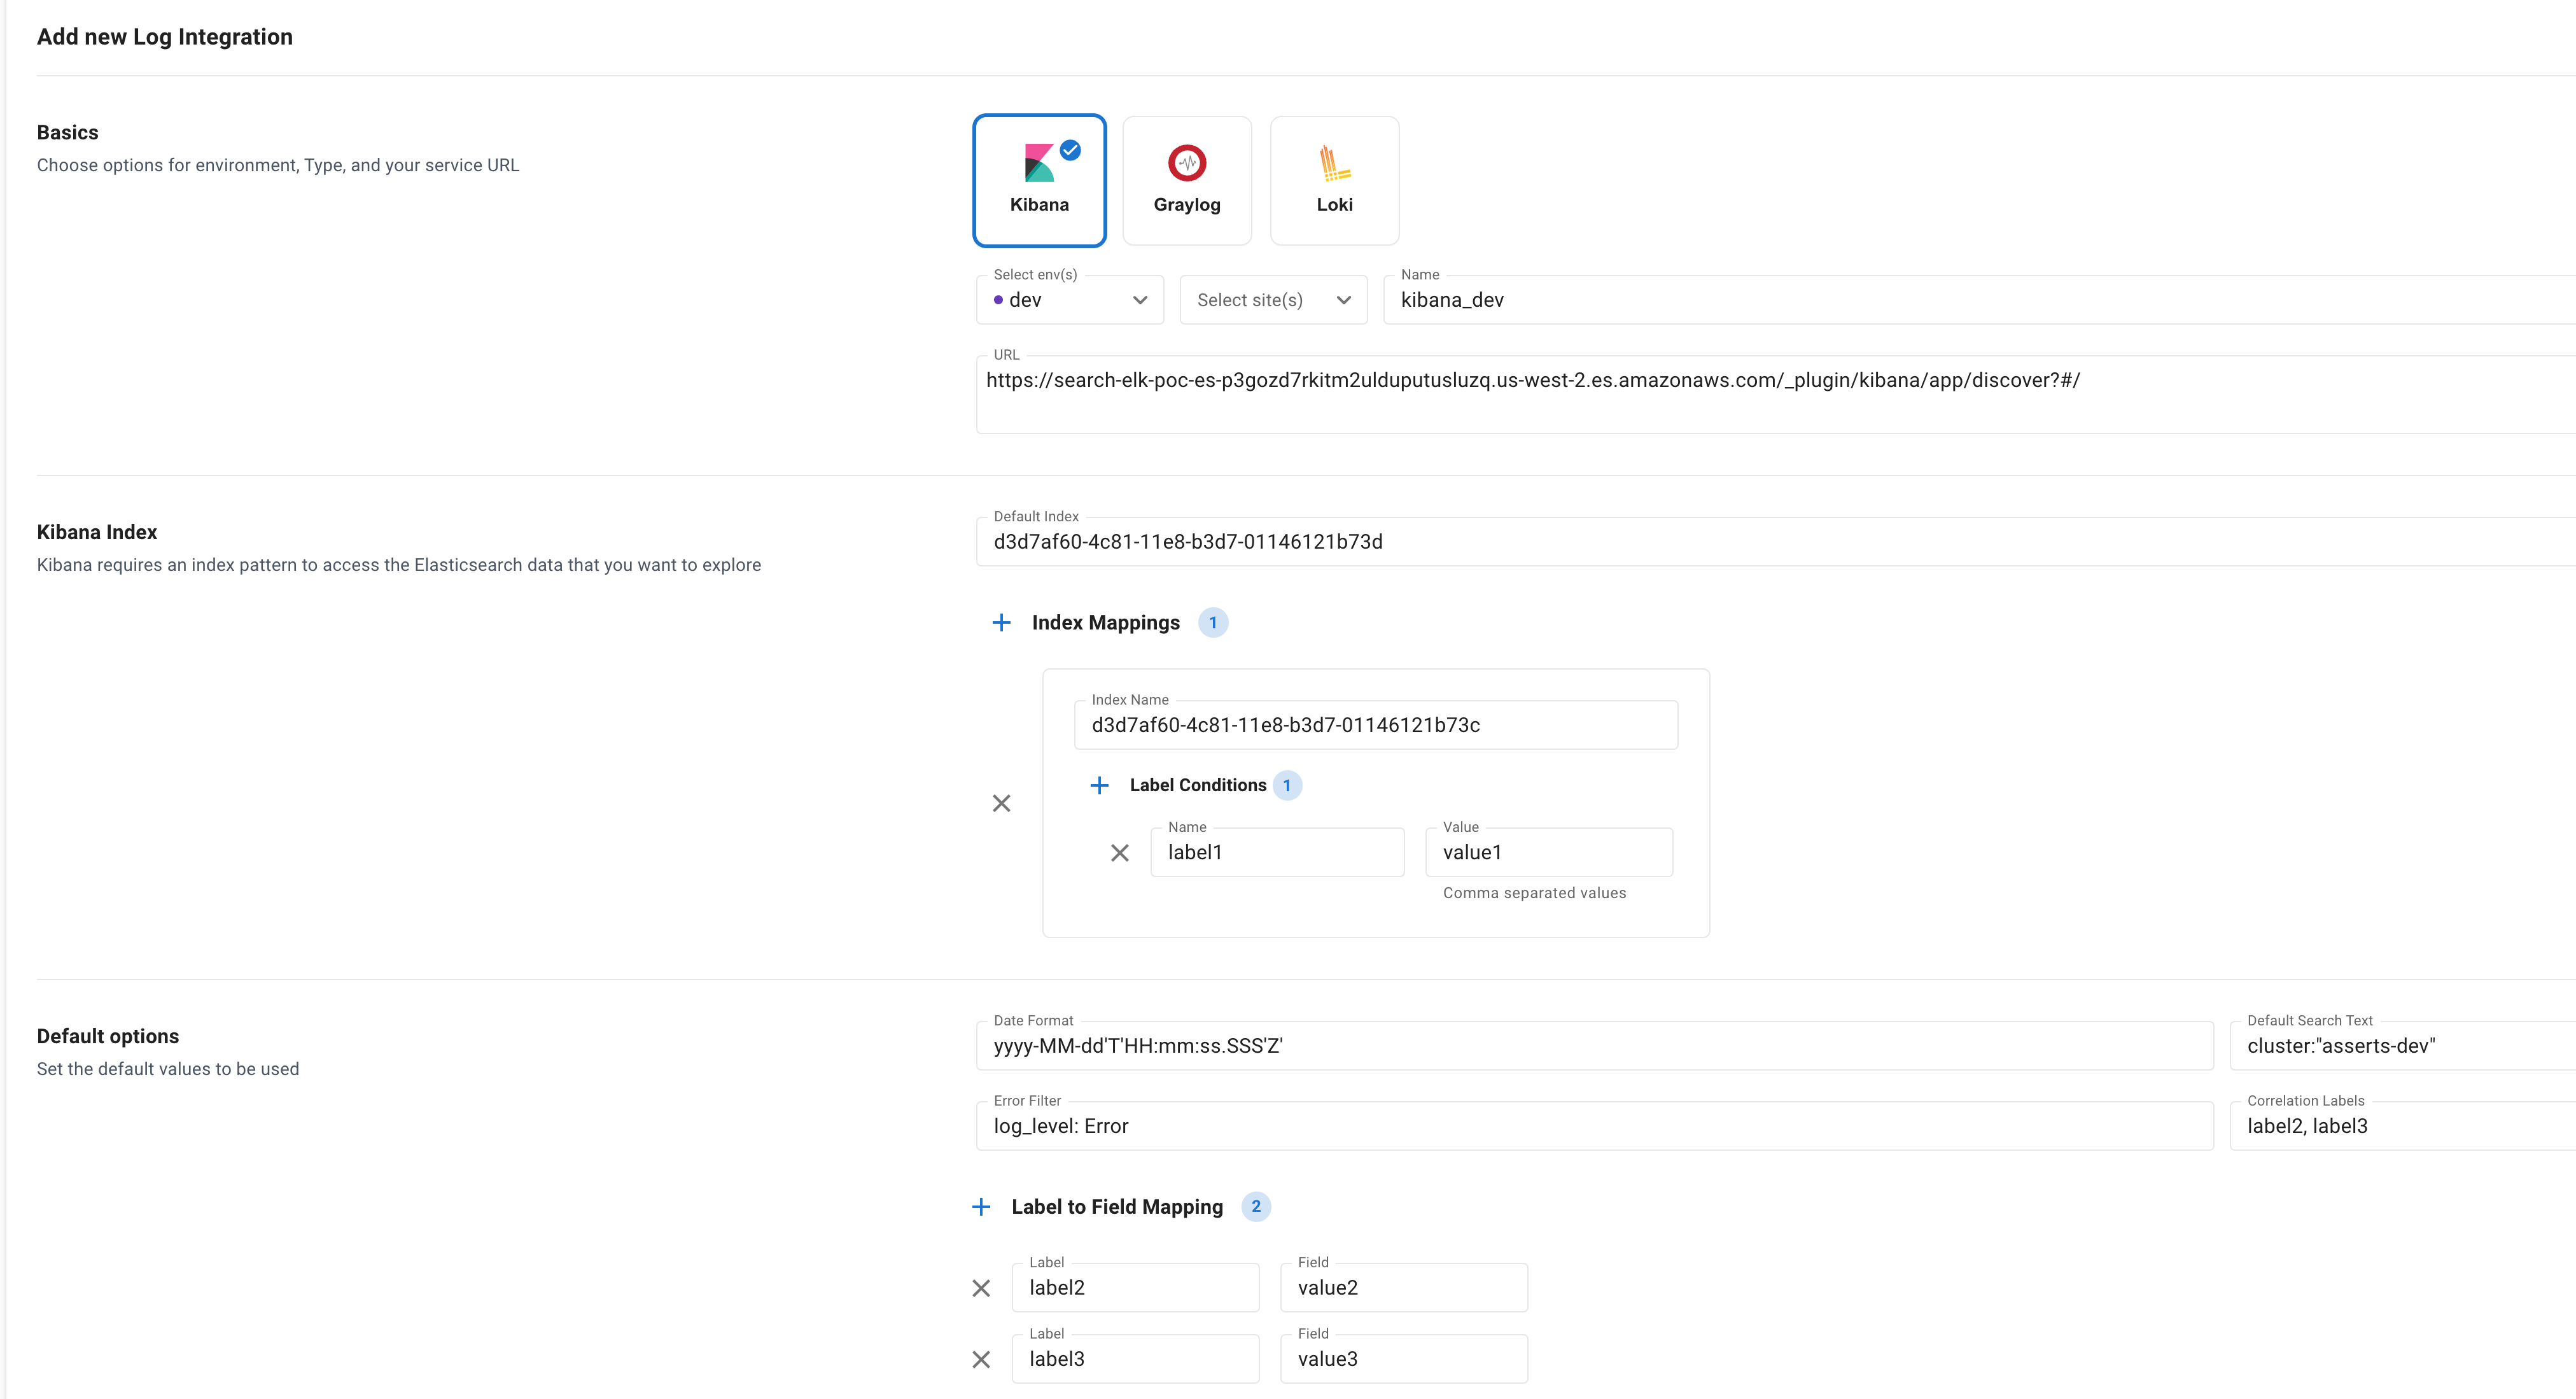 Add new Log Integration
Basics
Choose options for environment, Type, and your service URL
Kibana
Graylog
Loki
Select env(s)
dev
Select site(s)
Name
kibana_dev
URL
https://search-elk-poc-es-p3gozd7rkitm2ulduputusluzq.us-west-2.es.amazonaws.com/_plugin/kibana/app/discover?#/
Kibana Index
Kibana requires an index pattern to access the Elasticsearch data that you want to explore
Default Index
d3d7af60-4c81-11e8-b3d7-01146121b73d
Index Mappings 1
Index Name
d3d7af60-4c81-11e8-b3d7-01146121b73c
Label Conditions 1
Name
label1
Value
value1
Comma separated values
Default options
Set the default values to be used
Date Format
yyyy-MM-dd'T'HH:mm:ss.SSS'Z'
Default Search Text
cluster:"asserts-dev"
Error Filter
log_level: Error
Correlation Labels
label2, label3
Label to Field Mapping 2
Label
label2
Field
value2
Label
label3
Field
value3